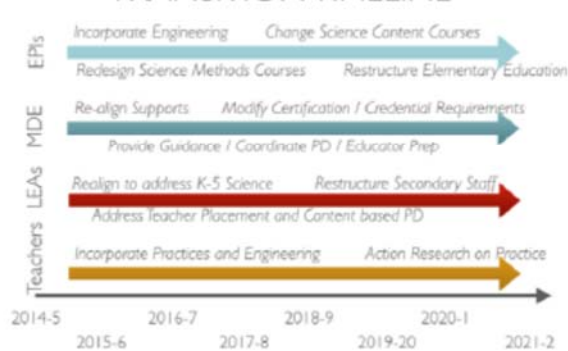 EPIs
Incorporate Engineering Change Science Content Courses
Redesign Science Methods Courses Restructure Elementary Education
MDE
Re-align Supports Modify Certification / Credential Requirements
Provide Guidance / Coordinate PD / Educator Prep
LEAs
Realign to address K-5 Science Restructure Secondary Staff
Address Teacher Placement and Content based PD
Teachers
Incorporate Practices and Engineering Action Research on Practice
2014-5 2016-7 2018-9 2020-1
2015-6 2017-8 2019-20 2021-2